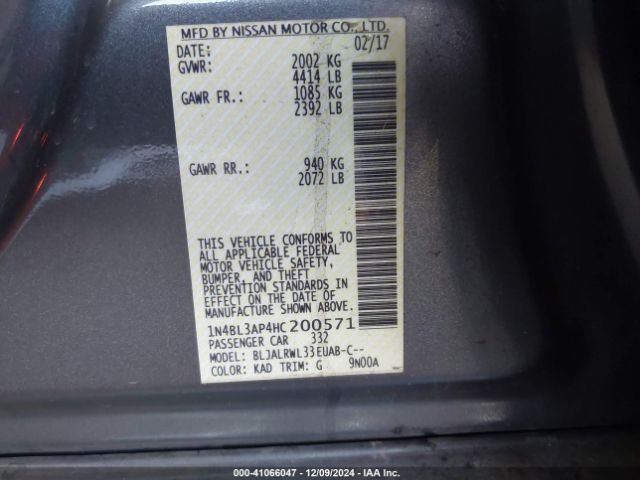 MFD BY NISSAN MOTOR CO., LTD.
DATE: 02/17
GVWR: 2002 KG
4414 LB
GAWR FR.: 1085 KG
2392 LB
GAWR RR.: 940 KG
2072 LB
THIS VEHICLE CONFORMS TO
ALL APPLICABLE FEDERAL
MOTOR VEHICLE SAFETY,
BUMPER, AND THEFT
PREVENTION STANDARDS IN
EFFECT ON THE DATE OF
MANUFACTURE SHOWN ABOVE.
1N4BL3AP4HC200571
PASSENGER CAR 332
MODEL: BLJALRWL33EUAB-C--
COLOR: KAD TRIM: G 9N00A
000-41066047 - 12/09/2024 - IAA Inc.